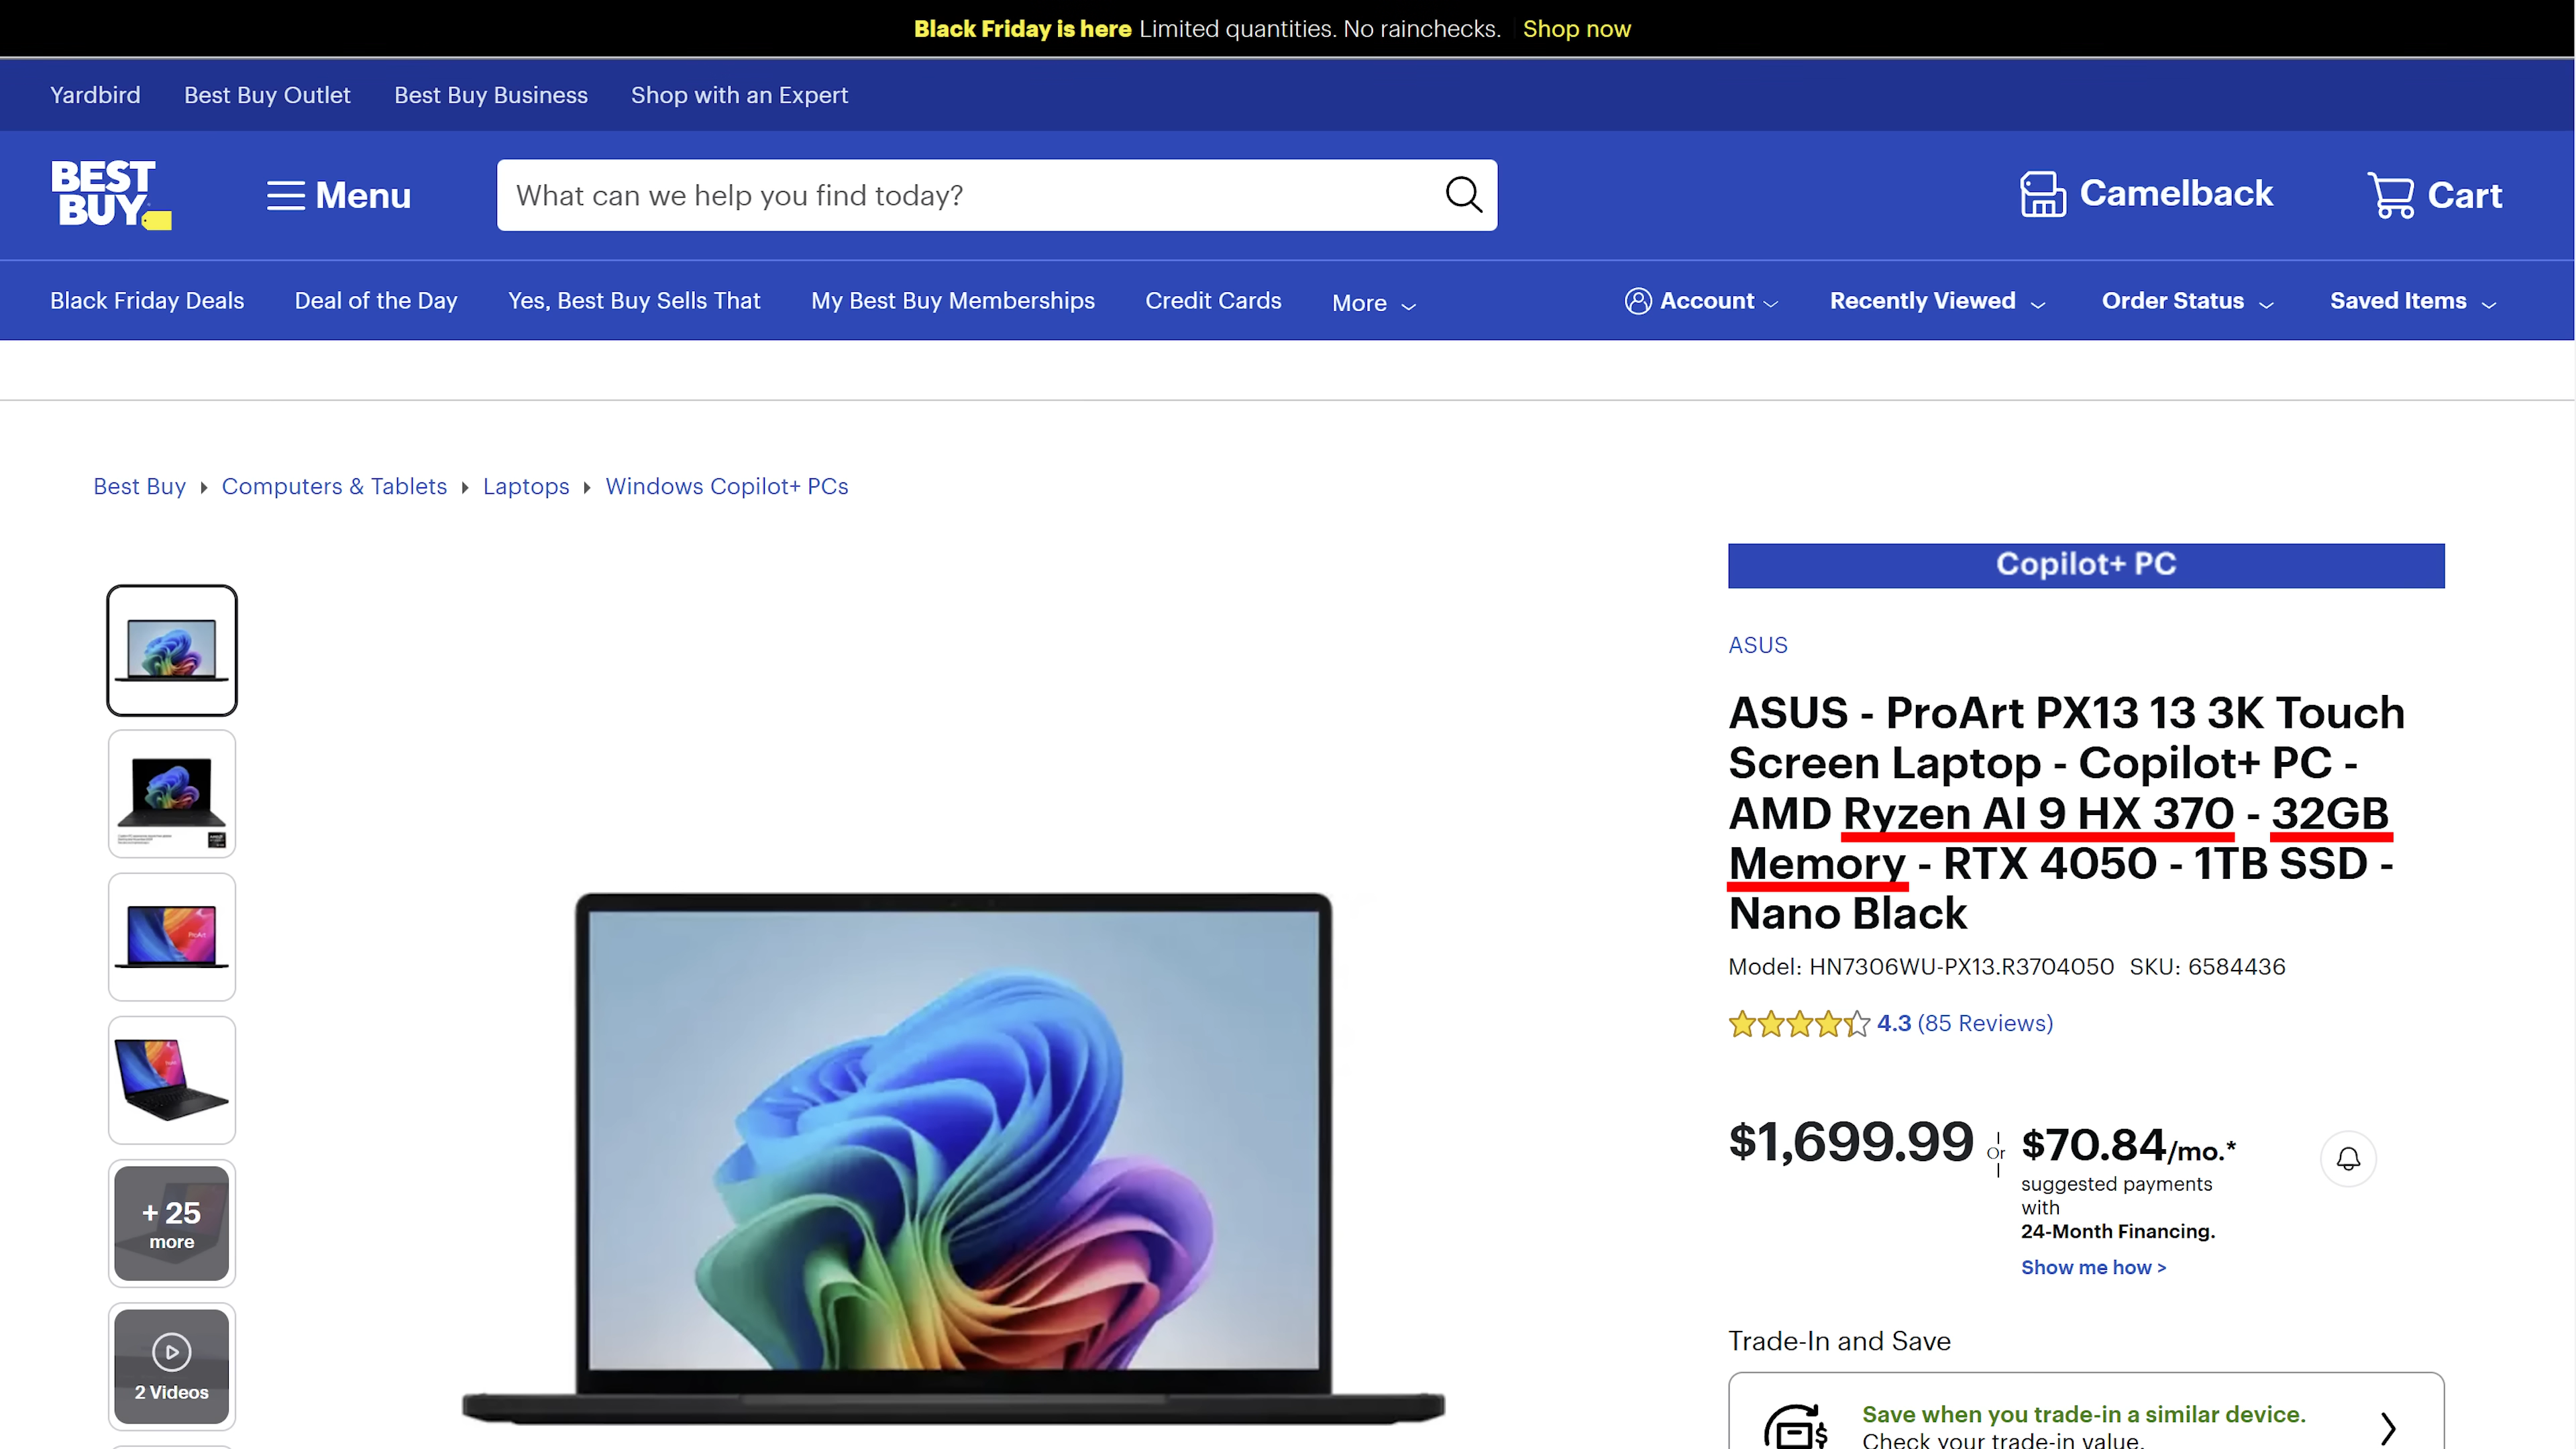 Black Friday is here Limited quantities. No rainchecks. Shop now
Yardbird Best Buy Outlet Best Buy Business Shop with an Expert
BEST
BUY
Menu
What can we help you find today?
Camelback
Cart
Black Friday Deals Deal of the Day Yes, Best Buy Sells That My Best Buy Memberships Credit Cards More Account Recently Viewed Order Status Saved Items
Best Buy Computers & Tablets Laptops Windows Copilot+ PCs
+ 25
more
2 Videos
Copilot+ PC
ASUS
ASUS - ProArt PX13 13 3K Touch
Screen Laptop - Copilot+ PC -
AMD Ryzen AI 9 HX 370 - 32GB
Memory - RTX 4050 - 1TB SSD -
Nano Black
Model: HN7306WU-PX13.R3704050 SKU: 6584436
4.3 (85 Reviews)
$1,699.99
Or
$70.84/mo.*
suggested payments
with
24-Month Financing.
Show me how >
Trade-In and Save
Save when you trade-in a similar device.
Check your trade-in value.